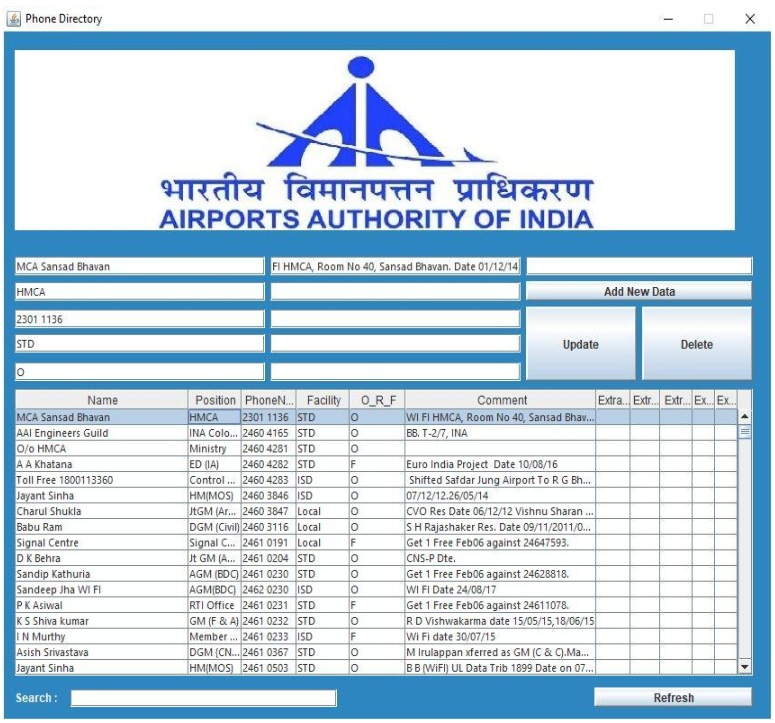 Phone Directory
भारतीय विमानपत्तन प्राधिकरण
AIRPORTS AUTHORITY OF INDIA
MCA Sansad Bhavan FI HMCA, Room No 40, Sansad Bhavan. Date 01/12/14
HMCA Add New Data
2301 1136
STD Update Delete
O
Name Position PhoneN... Facility O_R_F Comment Extra... Extr... Extr... Ex... Ex...
MCA Sansad Bhavan HMCA 2301 1136 STD O WI FI HMCA, Room No 40, Sansad Bhav...
AAI Engineers Guild INA Colo... 2460 4165 STD O BB. T-2/7, INA
O/o HMCA Ministry 2460 4281 STD O
A A Khatana ED (IA) 2460 4282 STD F Euro India Project Date 10/08/16
Toll Free 1800113360 Control ... 2460 4283 ISD O Shifted Safdar Jung Airport To R G Bh...
Jayant Sinha HM(MOS) 2460 3846 ISD O 07/12/12.26/05/14
Charul Shukla JtGM (Ar... 2460 3847 Local O CVO Res Date 06/12/12 Vishnu Sharan ...
Babu Ram DGM (Civil) 2460 3116 Local O S H Rajashaker Res. Date 09/11/2011/0...
Signal Centre Signal C... 2461 0191 Local F Get 1 Free Feb06 against 24647593.
D K Behra Jt GM (A... 2461 0204 STD O CNS-P Dte.
Sandip Kathuria AGM (BDC) 2461 0230 STD O Get 1 Free Feb06 against 24628818.
Sandeep Jha WI FI AGM(BDC) 2462 0230 ISD O WI FI Date 24/08/17
P K Asiwal RTI Office 2461 0231 STD F Get 1 Free Feb06 against 24611078.
K S Shiva kumar GM (F & A) 2461 0232 STD O R D Vishwakarma date 15/05/15,18/06/15
I N Murthy Member ... 2461 0233 ISD F Wi Fi date 30/07/15
Asish Srivastava DGM (CN... 2461 0367 STD O M Irulappan xferred as GM (C & C).Ma...
Jayant Sinha HM(MOS) 2461 0503 STD O B B (WiFI) UL Data Trib 1899 Date on 07...
Search : Refresh